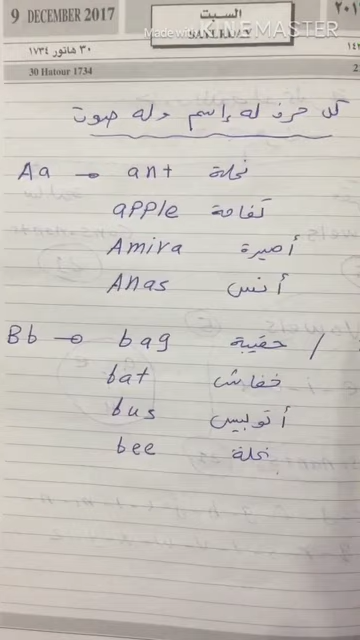 9 DECEMBER 2017 السبت
SATURDAY
Made with KINEMASTER
٣٠ هاتور ١٧٣٤
30 Hatour 1734
كل حرف له إسم وله صوت
Aa → ant نملة
apple تفاحة
Amira أميرة
Anas أنس
Bb → bag حقيبة /
bat خفاش
bus أتوبيس
bee نحلة